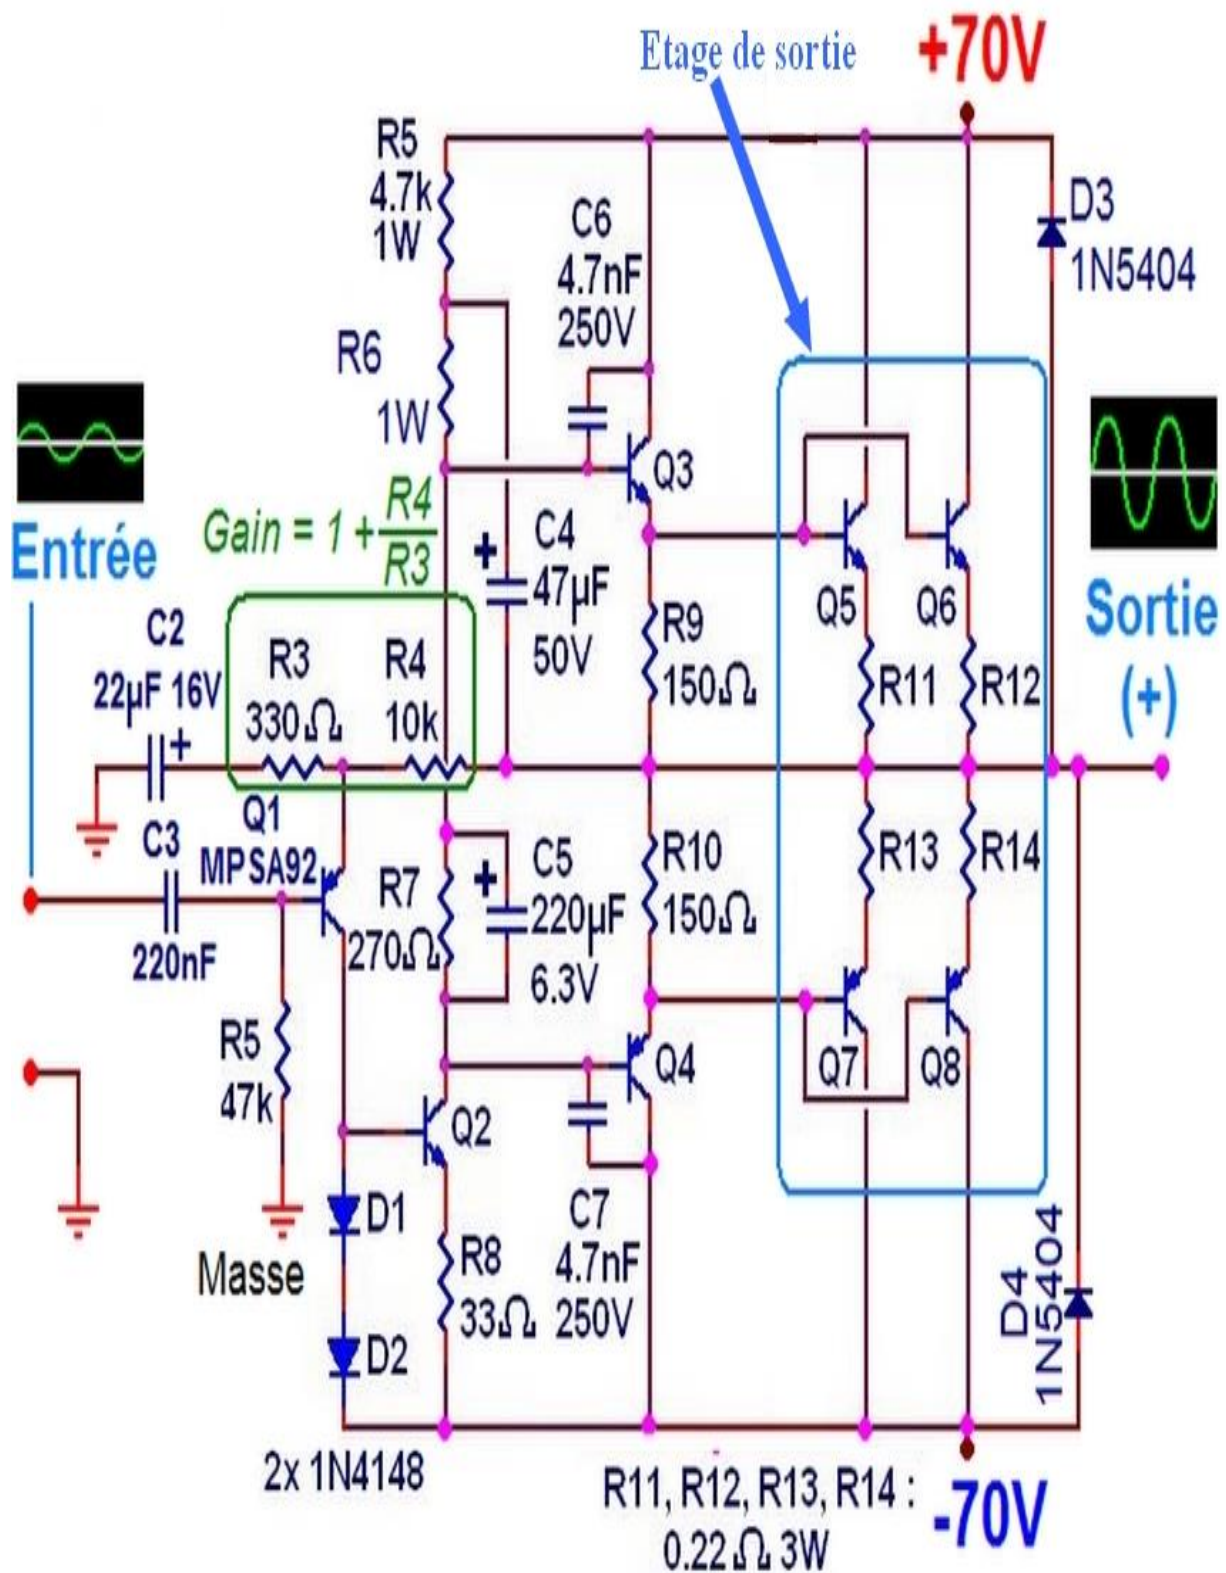 Etage de sortie
+70V
R5
4.7k
1W
C6
4.7nF
250V
D3
1N5404
R6
1W
Q3
Gain = 1 + R4
R3
Entrée
C4
47µF
50V
Q5
Q6
Sortie
(+)
C2
22µF 16V
+
R3
330Ω
R4
10k
+
R9
150Ω
R11
R12
C3
220nF
Q1
MPSA92
R7
270Ω
+
C5
220µF
6.3V
R10
150Ω
R13
R14
R5
47k
Q2
Q4
Q7
Q8
Masse
D1
D2
R8
33Ω
C7
4.7nF
250V
D4
1N5404
2x 1N4148
R11, R12, R13, R14 :
0.22Ω 3W
-70V